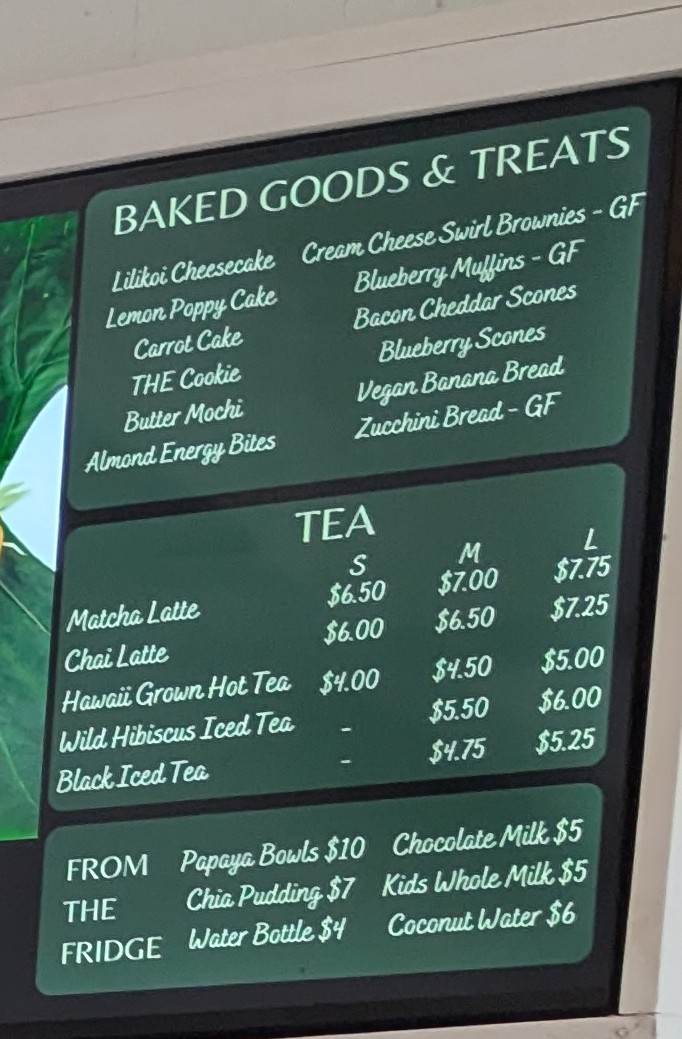 BAKED GOODS & TREATS
Lilikoi Cheesecake
Lemon Poppy Cake
Carrot Cake
THE Cookie
Butter Mochi
Almond Energy Bites
Cream Cheese Swirl Brownies - GF
Blueberry Muffins - GF
Bacon Cheddar Scones
Blueberry Scones
Vegan Banana Bread
Zucchini Bread - GF
TEA
S M L
Matcha Latte $6.50 $7.00 $7.75
Chai Latte $6.00 $6.50 $7.25
Hawaii Grown Hot Tea $4.00 $4.50 $5.00
Wild Hibiscus Iced Tea - $5.50 $6.00
Black Iced Tea - $4.75 $5.25
FROM
THE
FRIDGE
Papaya Bowls $10
Chia Pudding $7
Water Bottle $4
Chocolate Milk $5
Kids Whole Milk $5
Coconut Water $6